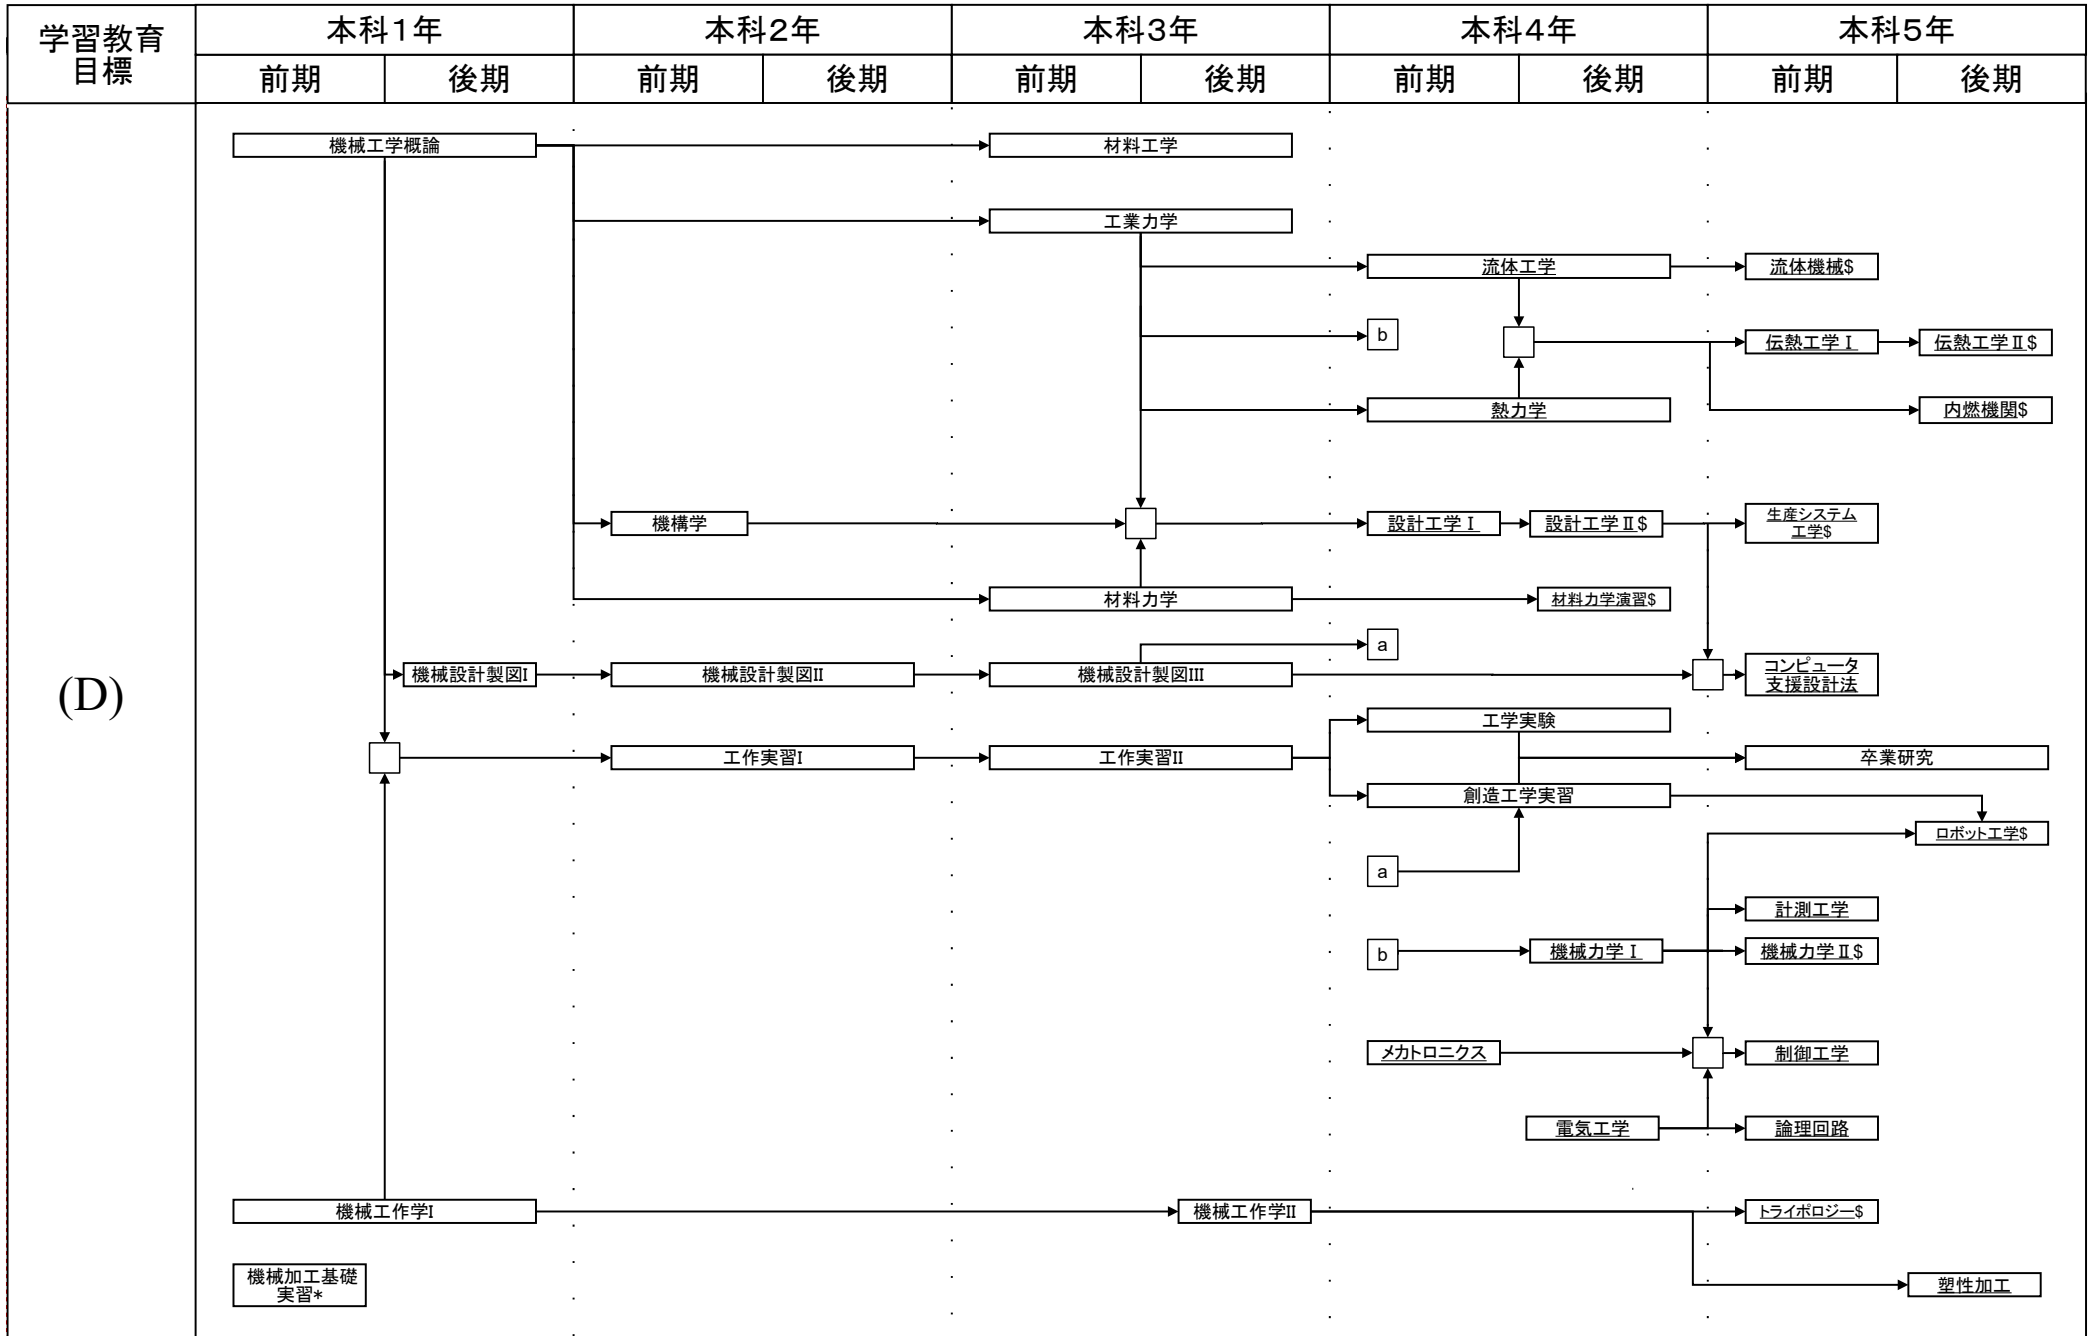 学習教育
目標
本科1年
本科2年
本科3年
本科4年
本科5年
前期
後期
前期
後期
前期
後期
前期
後期
前期
後期
(D)
機械工学概論
材料工学
工業力学
流体工学
流体機械$
b
伝熱工学Ⅰ
伝熱工学Ⅱ$
熱力学
内燃機関$
機構学
設計工学Ⅰ
設計工学Ⅱ$
生産システム
工学$
材料力学
材料力学演習$
a
機械設計製図I
機械設計製図II
機械設計製図III
コンピュータ
支援設計法
工学実験
工作実習I
工作実習II
卒業研究
創造工学実習
ロボット工学$
a
計測工学
b
機械力学Ⅰ
機械力学Ⅱ$
メカトロニクス
制御工学
電気工学
論理回路
機械工作学I
機械工作学II
トライポロジー$
機械加工基礎
実習*
塑性加工